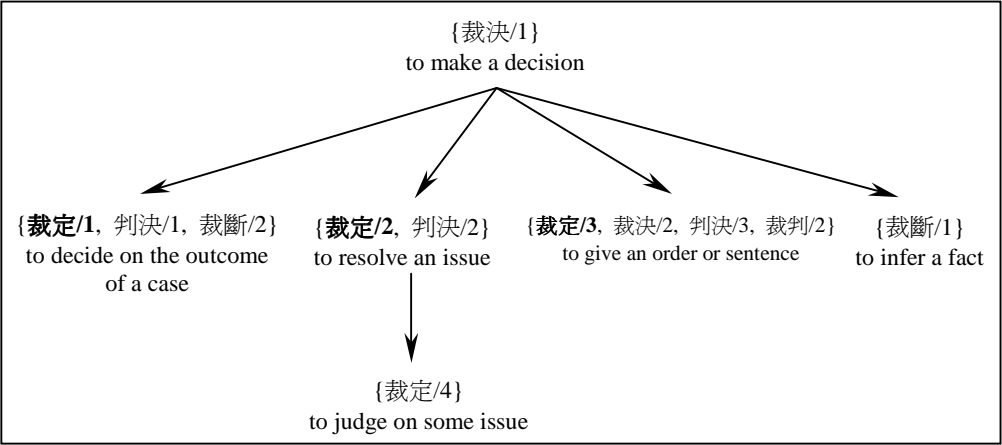 {裁決/1}
to make a decision
{裁定/1, 判決/1, 裁斷/2}
to decide on the outcome
of a case
{裁定/2, 判決/2}
to resolve an issue
{裁定/3, 裁決/2, 判決/3, 裁判/2}
to give an order or sentence
{裁斷/1}
to infer a fact
{裁定/4}
to judge on some issue